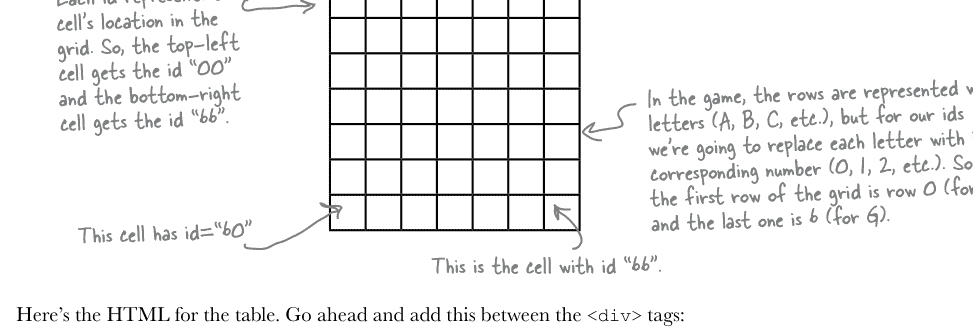 cell's location in the
grid. So, the top-left
cell gets the id "00"
and the bottom-right
cell gets the id "66".
In the game, the rows are represented
letters (A, B, C, etc.), but for our ids
we're going to replace each letter with
corresponding number (0, 1, 2, etc.). So
the first row of the grid is row 0 (for
and the last one is 6 (for G).
This cell has id="60"
This is the cell with id "66".
Here's the HTML for the table. Go ahead and add this between the <div> tags: